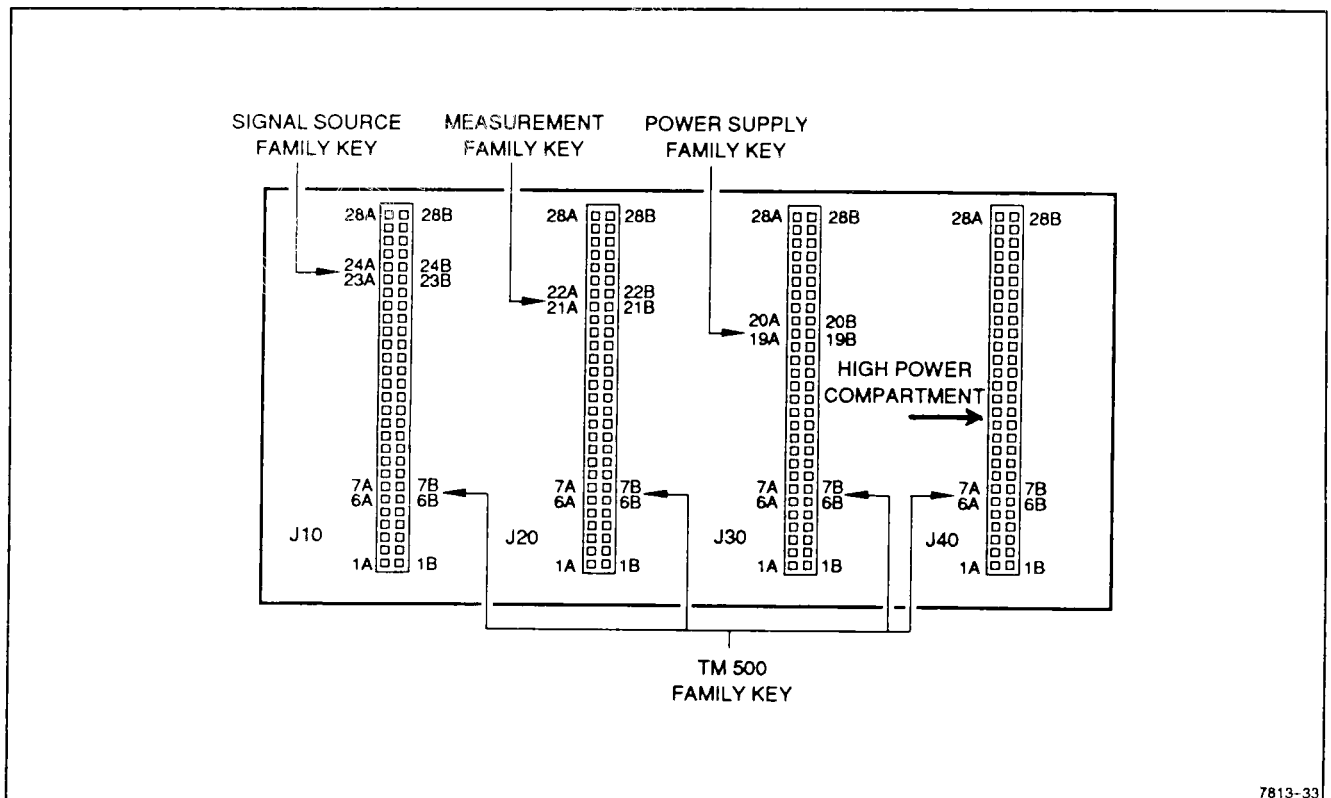 SIGNAL SOURCE
FAMILY KEY
MEASUREMENT
FAMILY KEY
POWER SUPPLY
FAMILY KEY
28A 28B 28A 28B 28A 28B 28A 28B
24A 24B
23A 23B
22A 22B
21A 21B
20A 20B
19A 19B
HIGH POWER
COMPARTMENT
7A 7B 7A 7B 7A 7B 7A 7B
6A 6B 6A 6B 6A 6B 6A 6B
J10 J20 J30 J40
1A 1B 1A 1B 1A 1B 1A 1B
TM 500
FAMILY KEY
7813-33